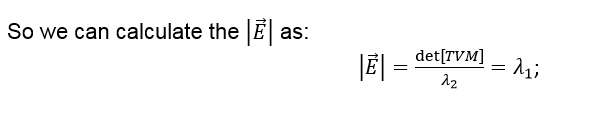 So we can calculate the |E⃗| as:
|E⃗| = det[TVM]/λ₂ = λ₁;